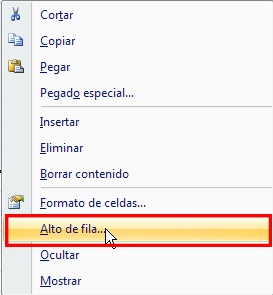 Cortar
Copiar
Pegar
Pegado especial...
Insertar
Eliminar
Borrar contenido
Formato de celdas...
Alto de fila...
Ocultar
Mostrar